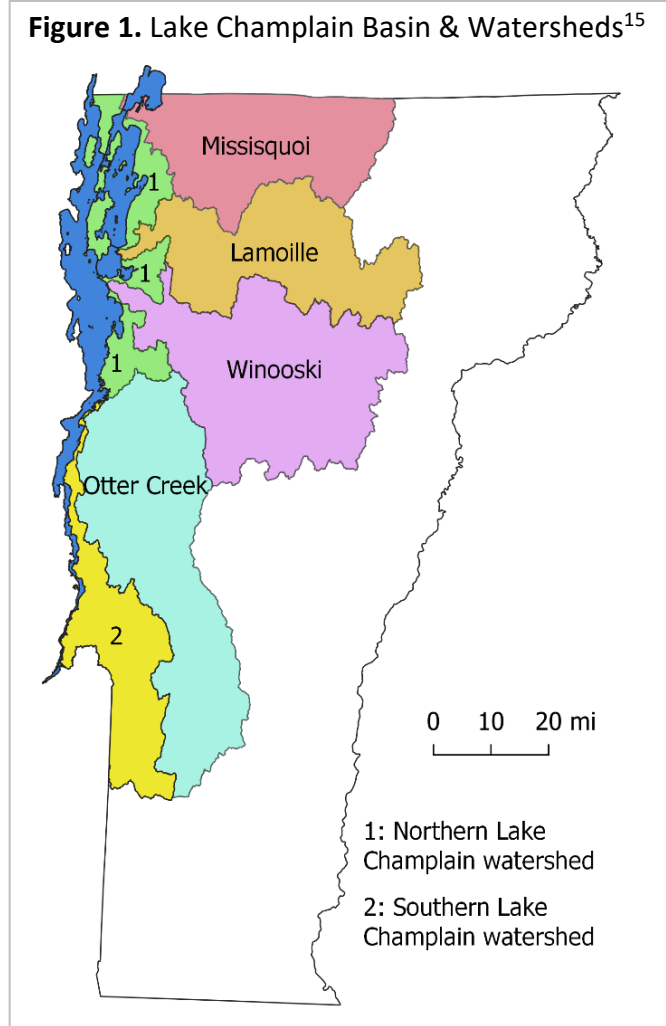 Figure 1. Lake Champlain Basin & Watersheds15
Missisquoi
1
Lamoille
1
1
Winooski
Otter Creek
2
0 10 20 mi
1: Northern Lake
Champlain watershed
2: Southern Lake
Champlain watershed